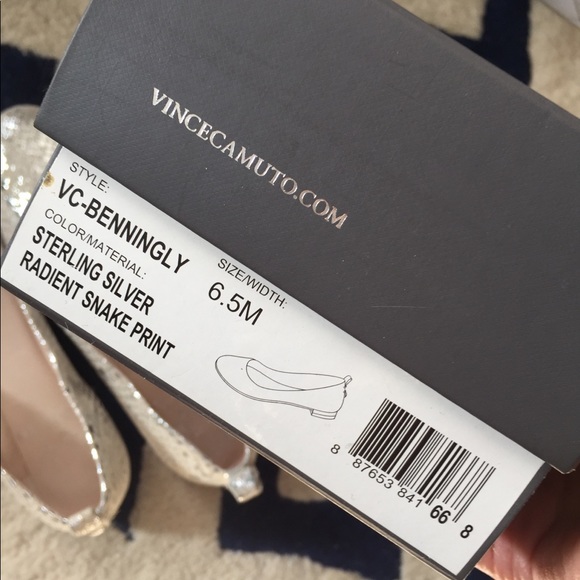 VINCECAMUTO.COM
STYLE:
VC-BENNINGLY
COLOR/MATERIAL:
STERLING SILVER
RADIENT SNAKE PRINT
SIZE/WIDTH:
6.5M
8 87653 841 66 8